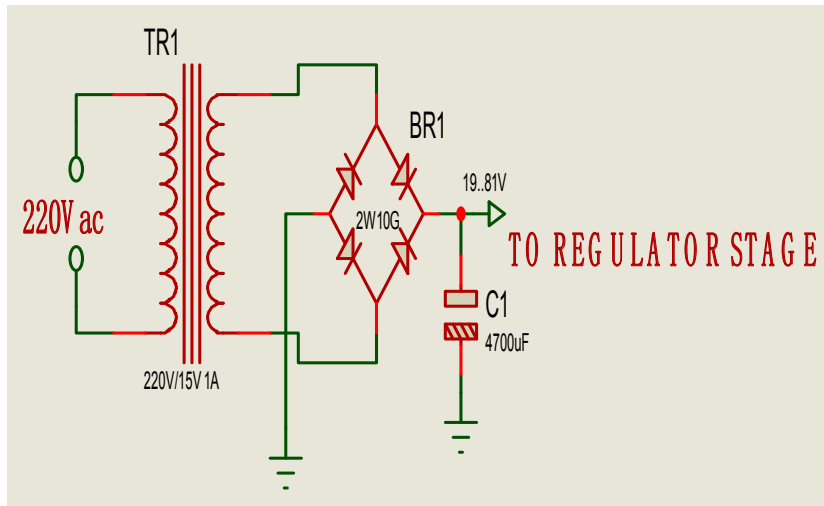 TR1
BR1
19..81V
2W10G
220V ac
TO REGULATOR STAGE
C1
4700uF
220V/15V 1A